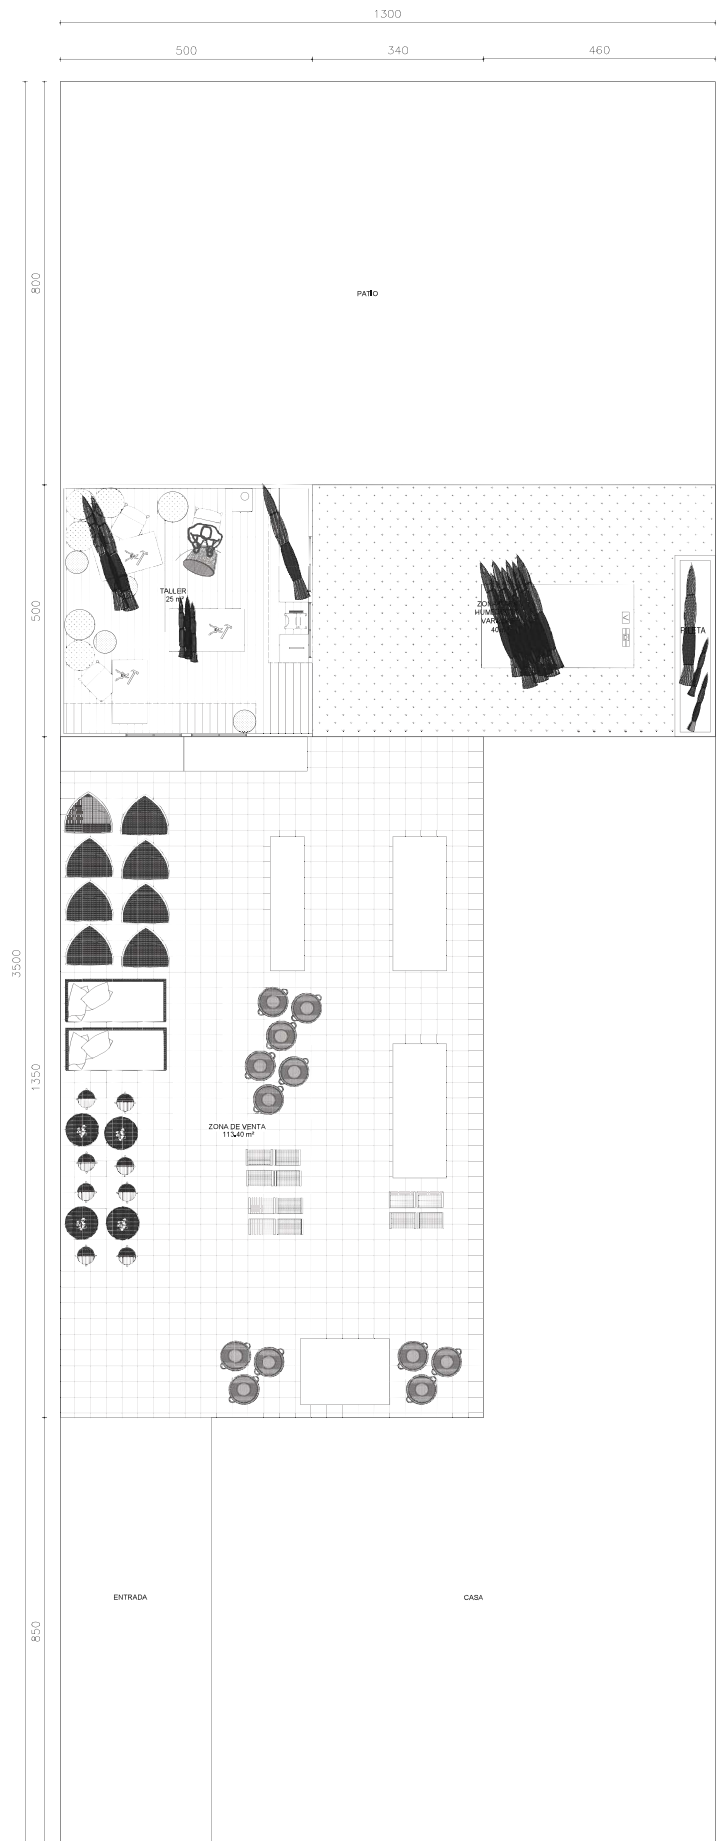 1300
500
340
460
800
PATIO
500
TALLER
25 m²
PILETA
3500
1350
ZONA DE VENTA
113.40 m²
850
ENTRADA
CASA